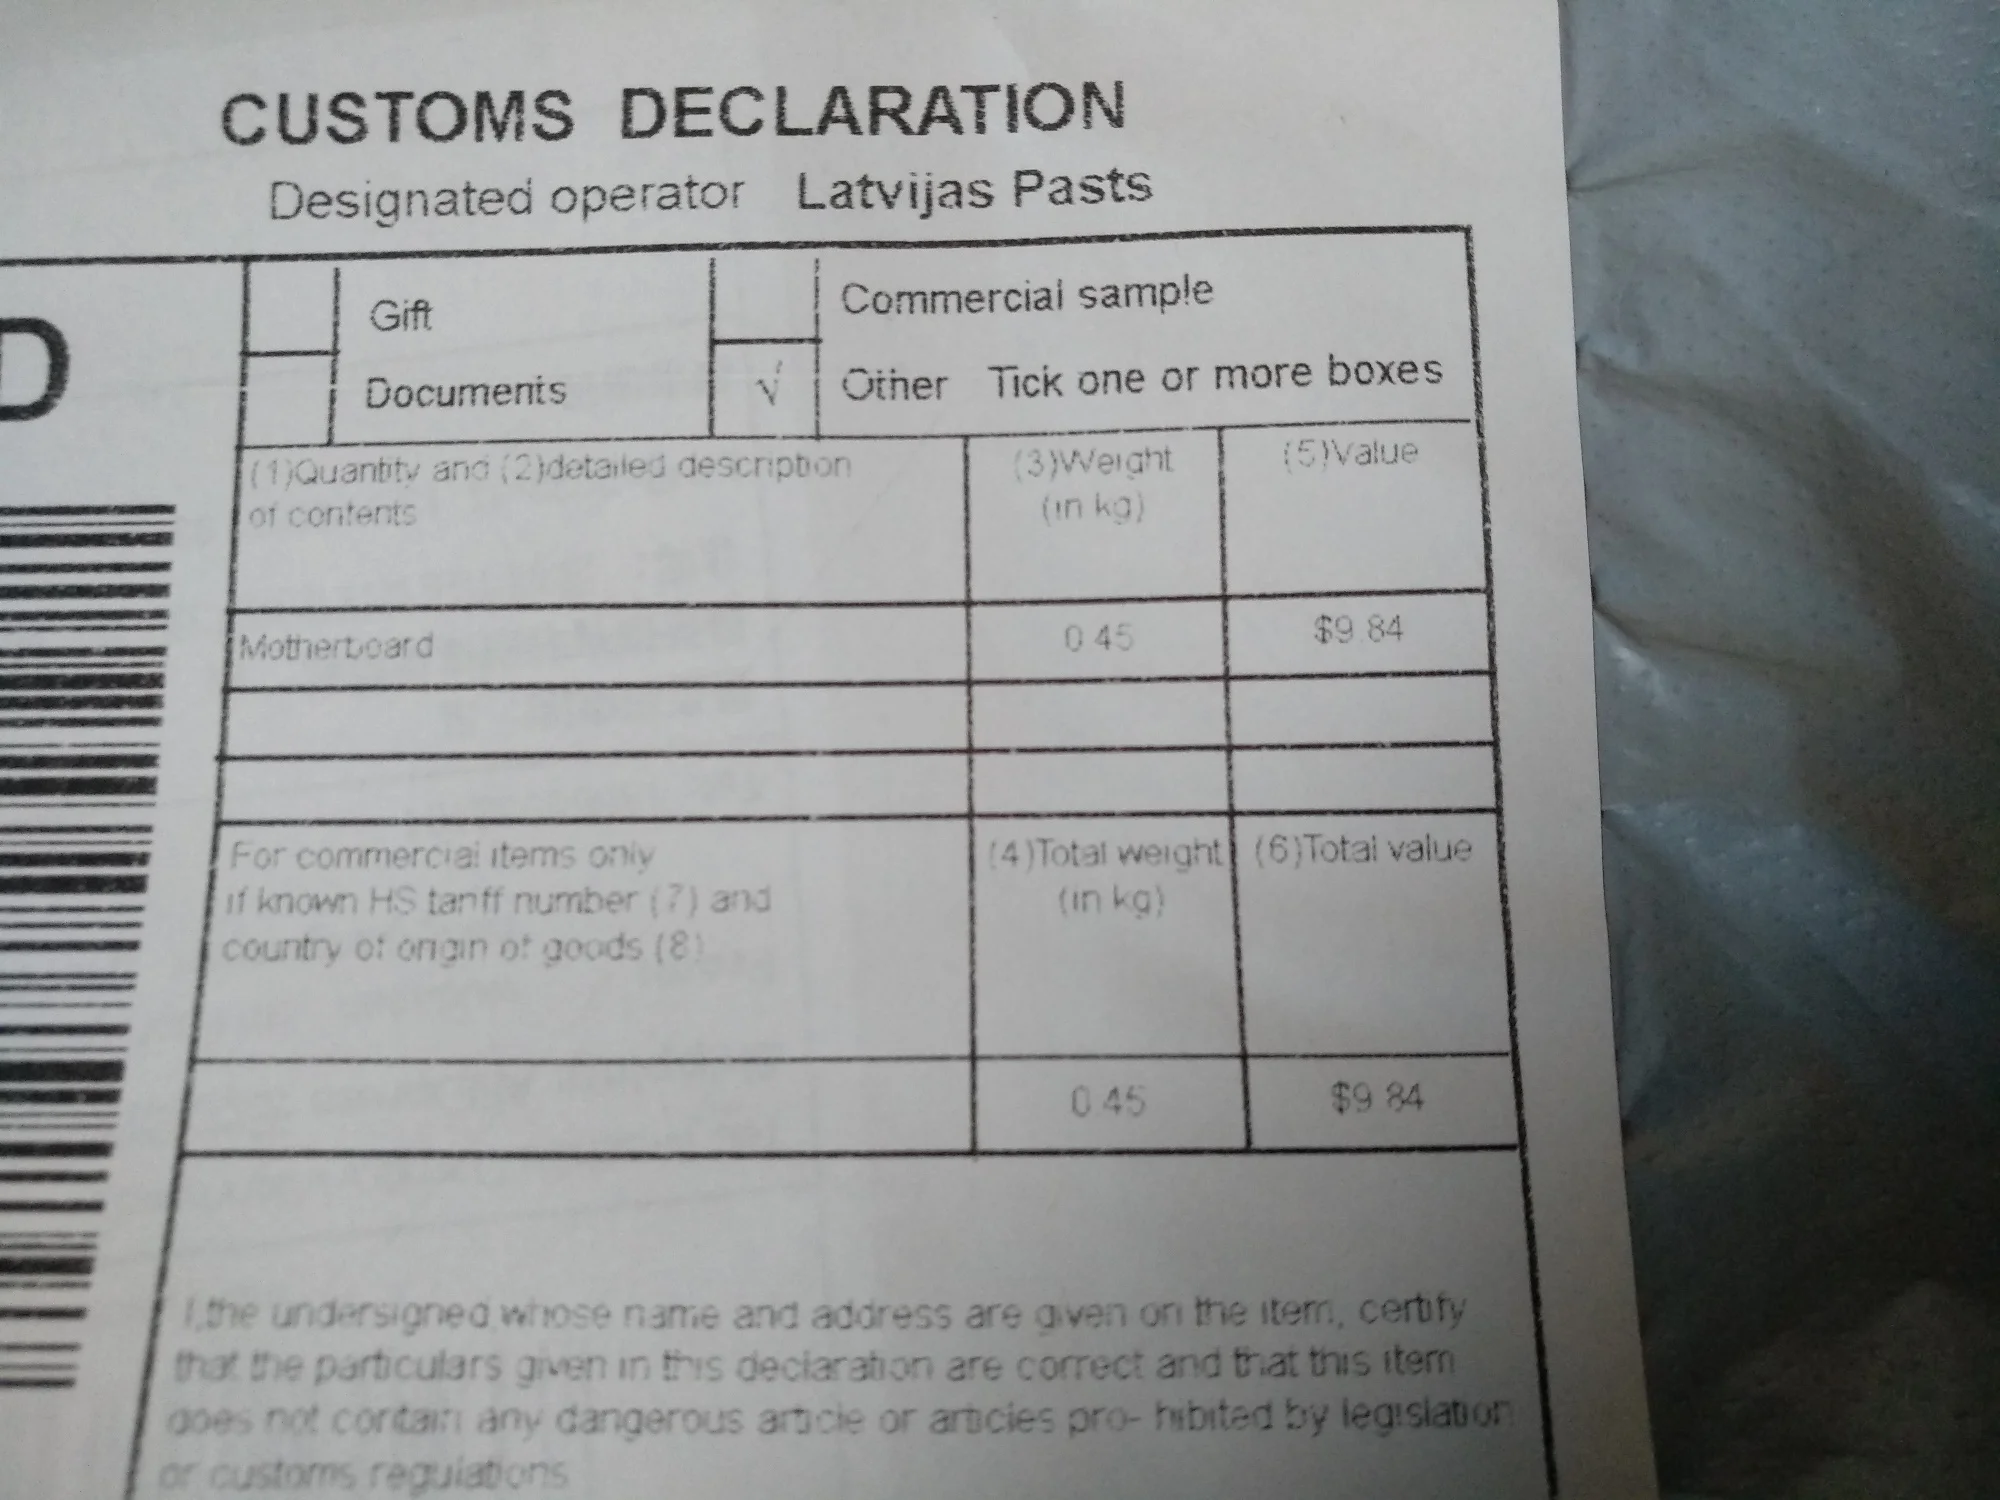 CUSTOMS DECLARATION
Designated operator Latvijas Pasts
D
Gift
Commercial sample
Documents
√ Other Tick one or more boxes
(1)Quantity and (2)detailed description
of contents
(3)Weight
(in kg)
(5)Value
Motherboard 0.45 $9.84
For commercial items only
if known HS tariff number (7) and
country of origin of goods (8)
(4)Total weight
(in kg)
(6)Total value
0.45 $9.84
I,the undersigned,whose name and address are given on the item, certify
that the particulars given in this declaration are correct and that this item
does not contain any dangerous article or articles pro- hibited by legislation
or customs regulations